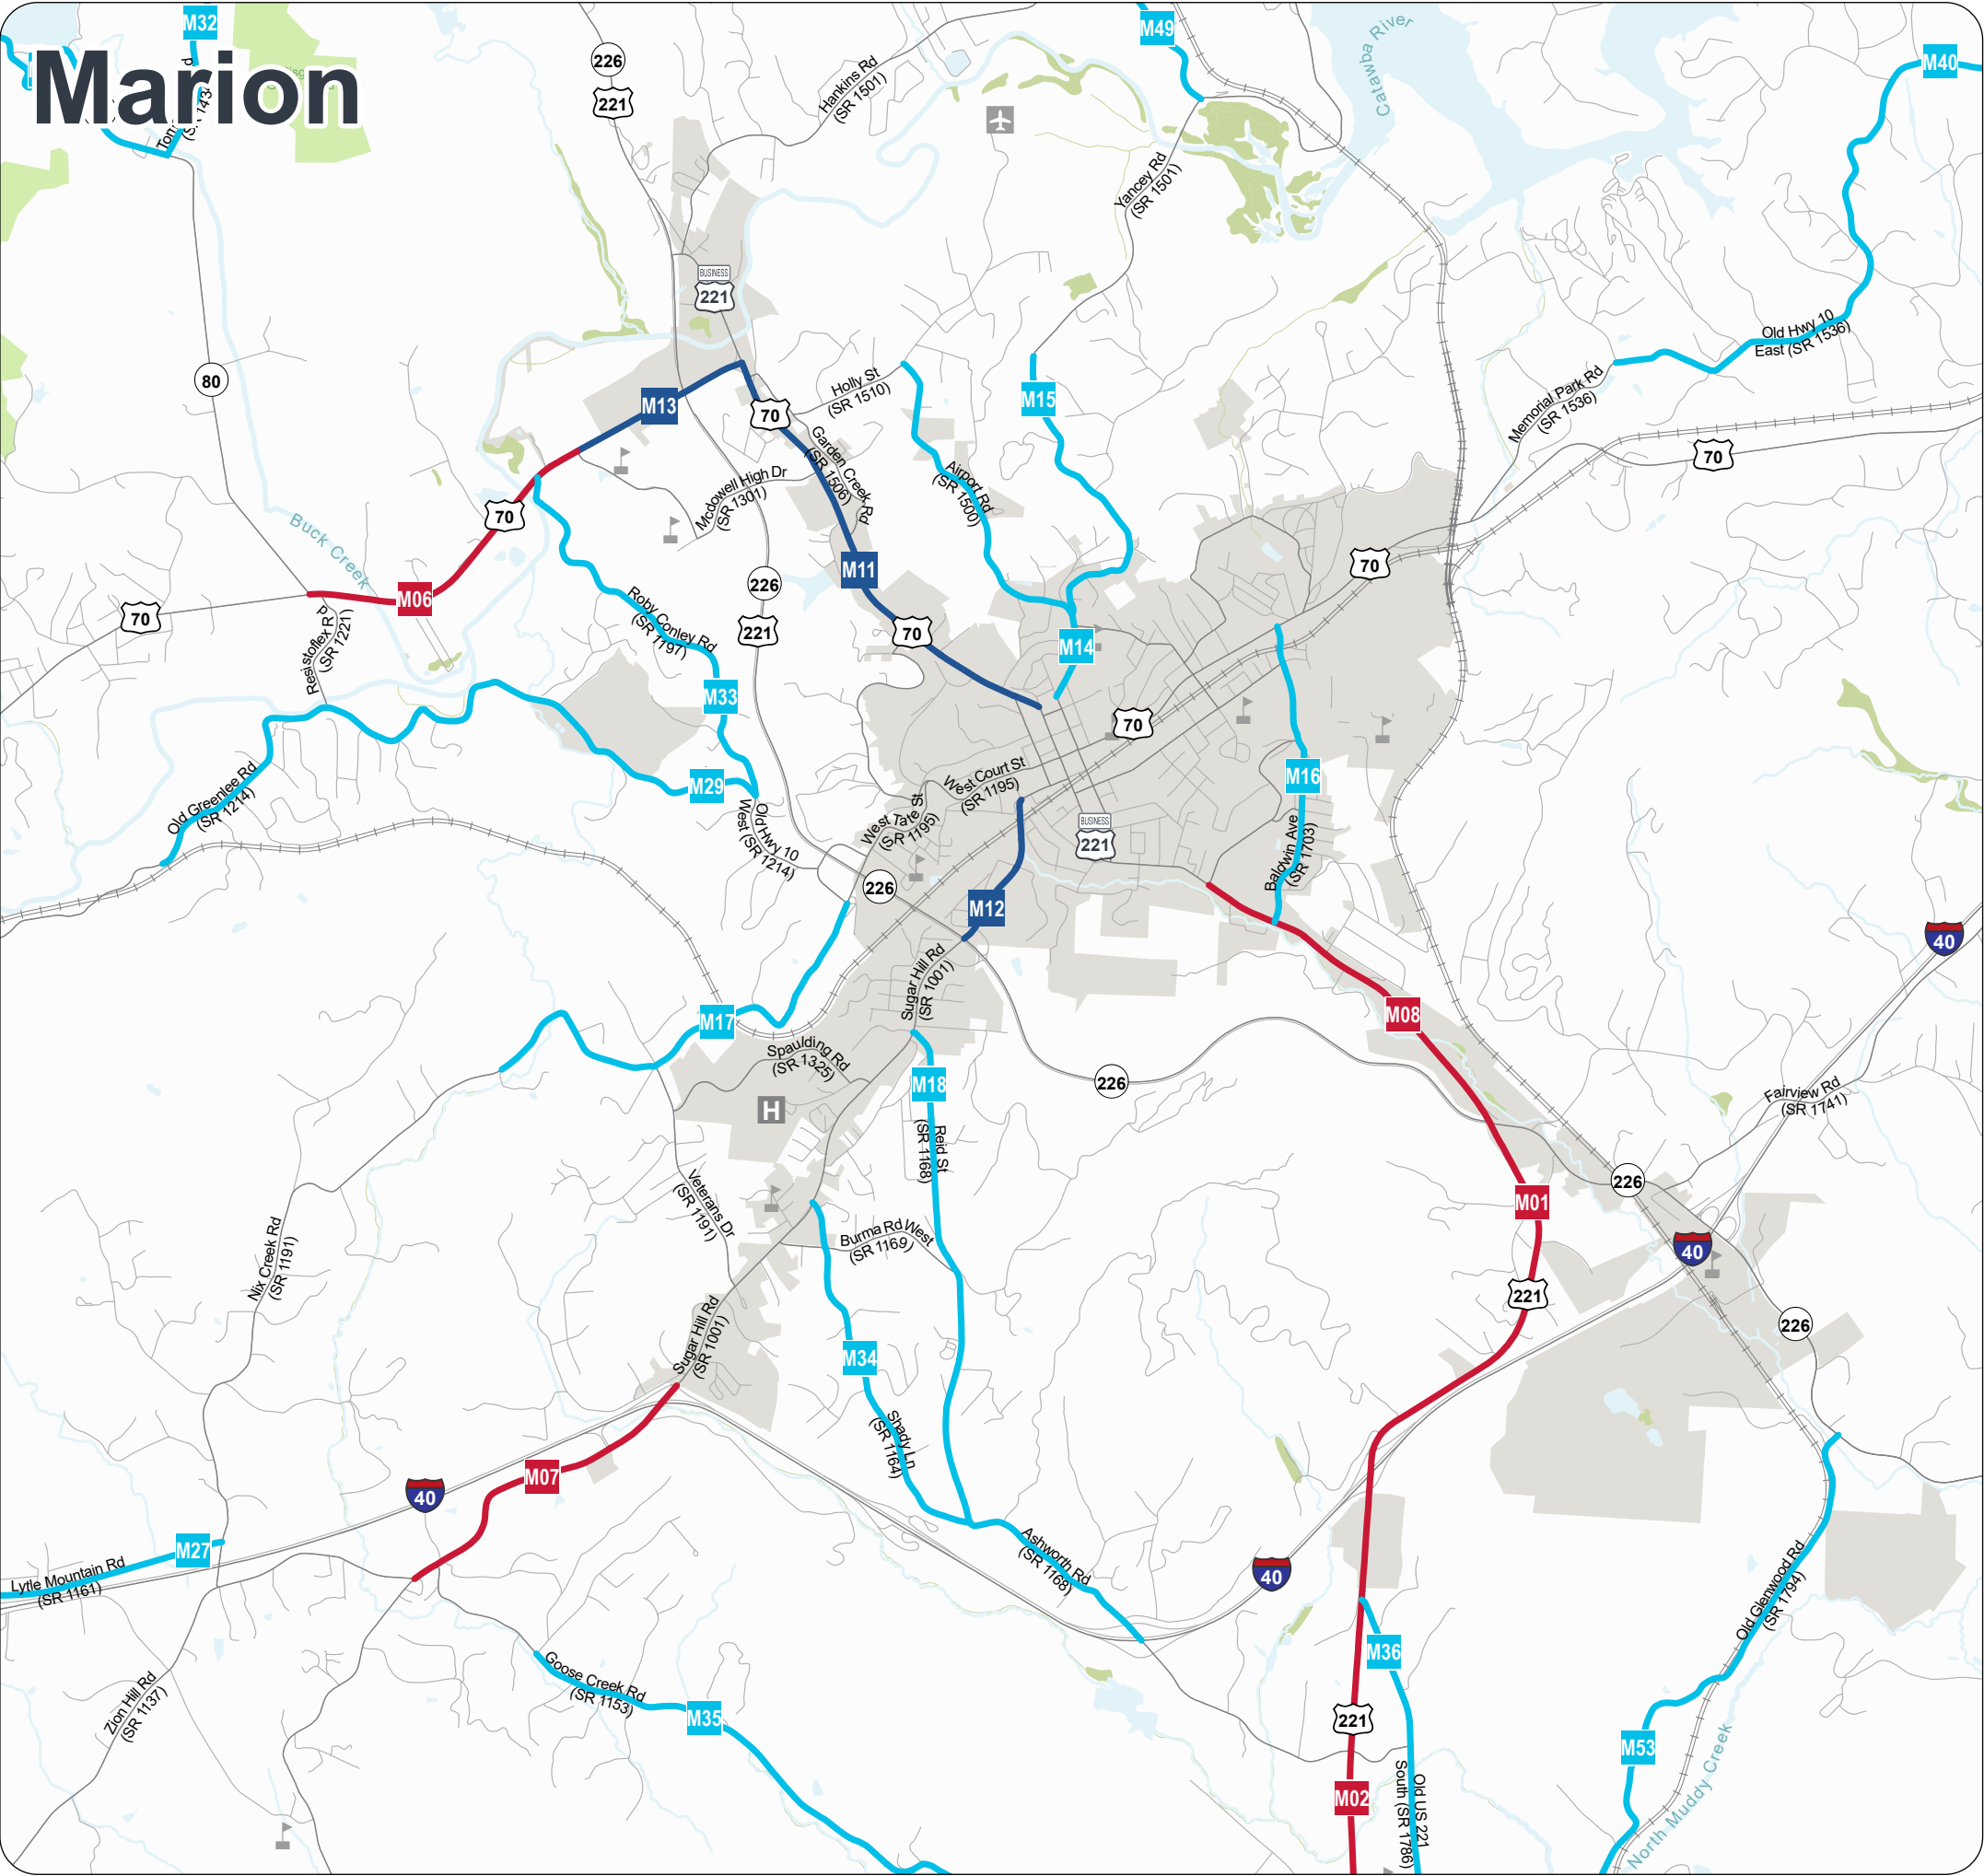 Marion
M32
M49
M40
226
221
Hankins Rd
(SR 1501)
Catawba River
Yancey Rd
(SR 1501)
BUSINESS
221
80
Old Hwy 10
East (SR 1536)
Memorial Park Rd
(SR 1536)
Holly St
(SR 1510)
M13
70
M15
Garden Creek Rd
(SR 1506)
Mcdowell High Dr
(SR 1301)
Airport Rd
(SR 1500)
70
70
Buck Creek
M06
70
M11
226
70
221
70
Roby Conley Rd
(SR 1197)
M14
Resistoflex R
(SR 1221)
M33
70
M29
M16
Old Greenlee Rd
(SR 1214)
West Court St
(SR 1195)
West Tate St
(SR 1195)
Old Hwy 10
West (SR 1214)
BUSINESS
221
Baldwin Ave
(SR 1703)
226
M12
40
Sugar Hill Rd
(SR 1001)
M17
M08
Spaulding Rd
(SR 1325)
H
M18
226
Fairview Rd
(SR 1741)
Reid St
(SR 1168)
Veterans Dr
(SR 1191)
226
M01
Burma Rd West
(SR 1169)
Nix Creek Rd
(SR 1191)
40
221
226
Sugar Hill Rd
(SR 1001)
M34
Shady Ln
(SR 1164)
M07
40
M27
Lytle Mountain Rd
(SR 1161)
Ashworth Rd
(SR 1168)
40
Old Glenwood Rd
(SR 1794)
M36
Goose Creek Rd
(SR 1153)
Zion Hill Rd
(SR 1137)
M35
221
M53
M02
Old US 221
South (SR 1786)
North Muddy Creek